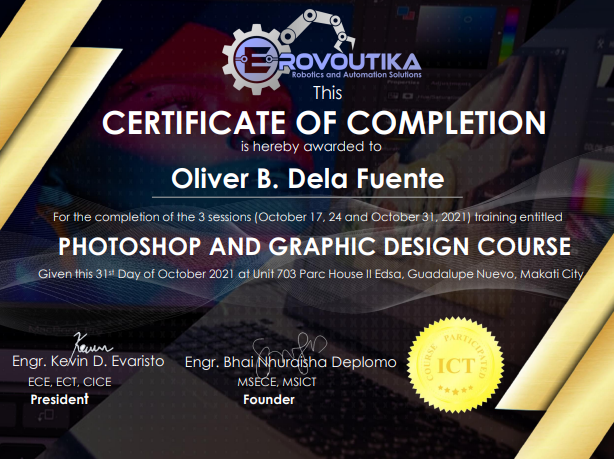 EROVOUTIKA
Robotics and Automation Solutions
This
CERTIFICATE OF COMPLETION
is hereby awarded to
Oliver B. Dela Fuente
For the completion of the 3 sessions (October 17, 24 and October 31, 2021) training entitled
PHOTOSHOP AND GRAPHIC DESIGN COURSE
Given this 31st Day of October 2021 at Unit 703 Parc House II Edsa, Guadalupe Nuevo, Makati City
Kevin
Engr. Kevin D. Evaristo
ECE, ECT, CICE
President
Engr. Bhai Nhuraisha Deplomo
MSECE, MSICT
Founder
COURSE PARTICIPATED
ICT